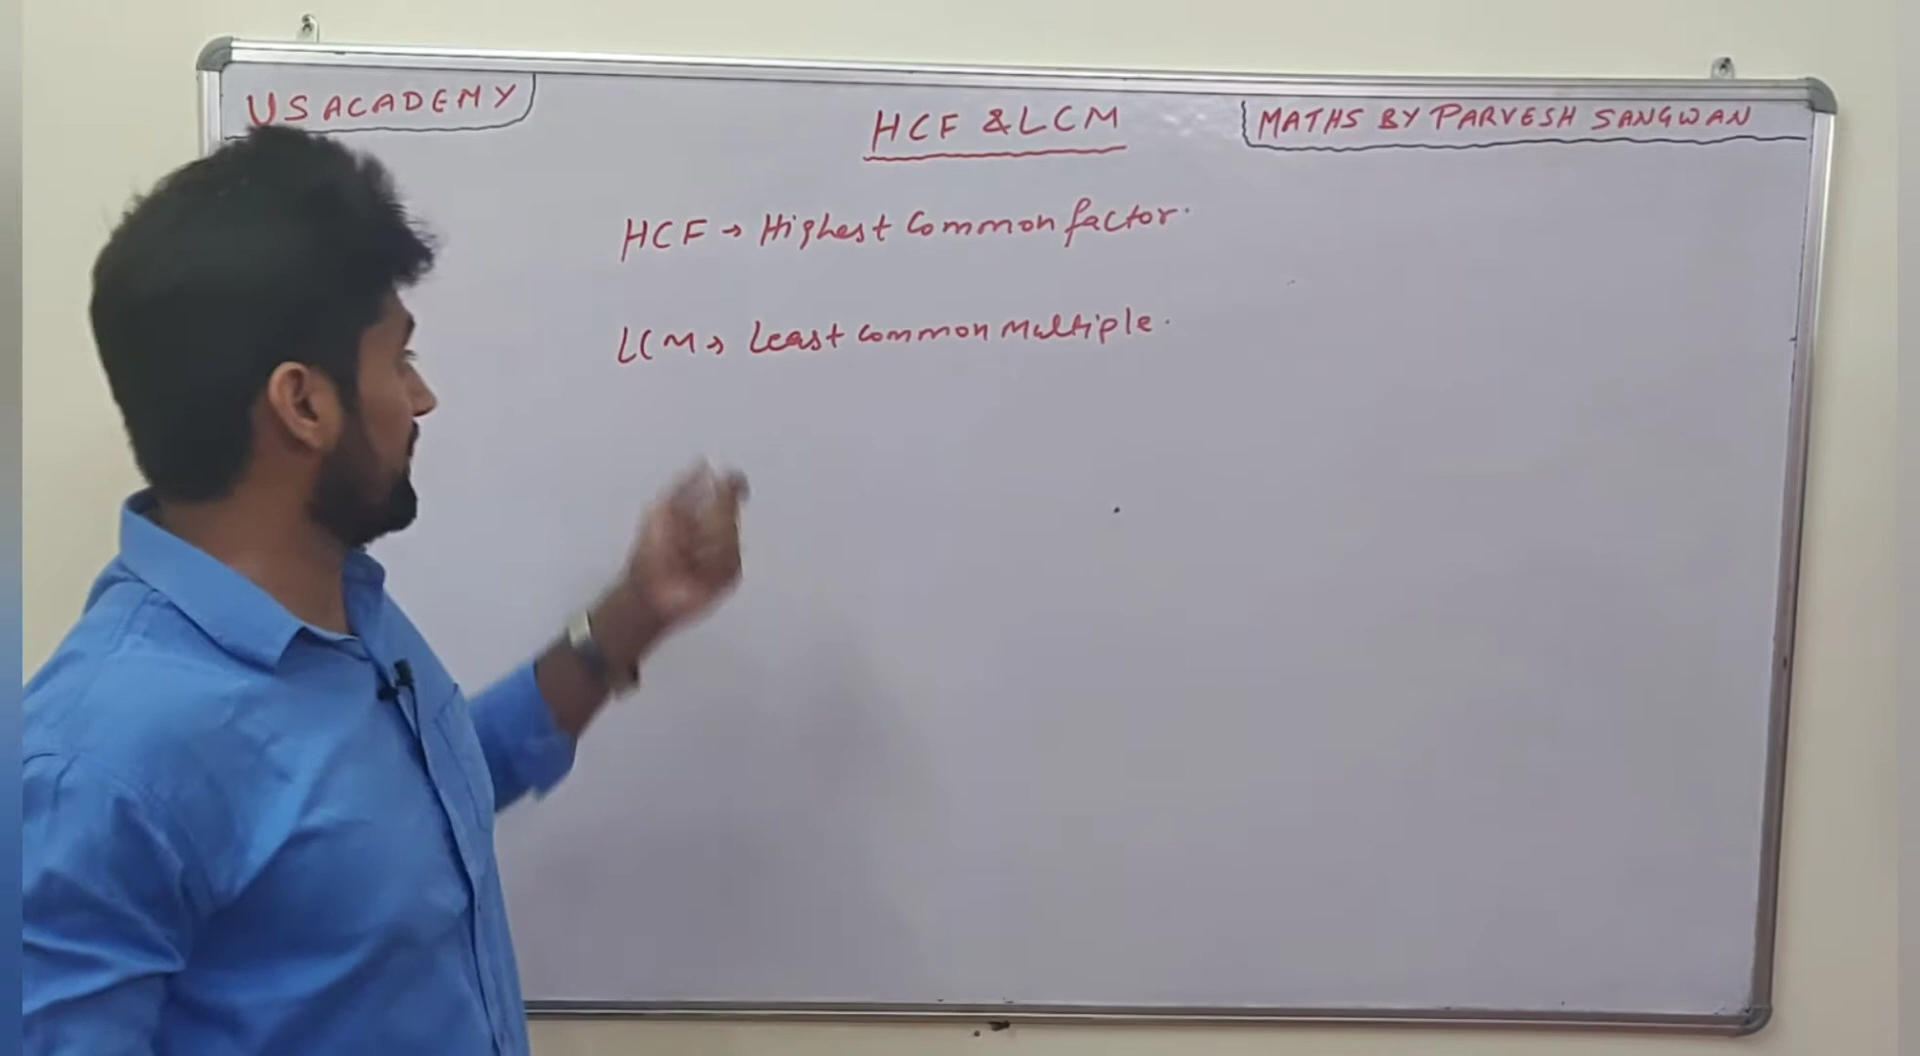 US ACADEMY
HCF & LCM
MATHS BY PARVESH SANGWAN
HCF → Highest Common factor.
LCM → Least common Multiple.